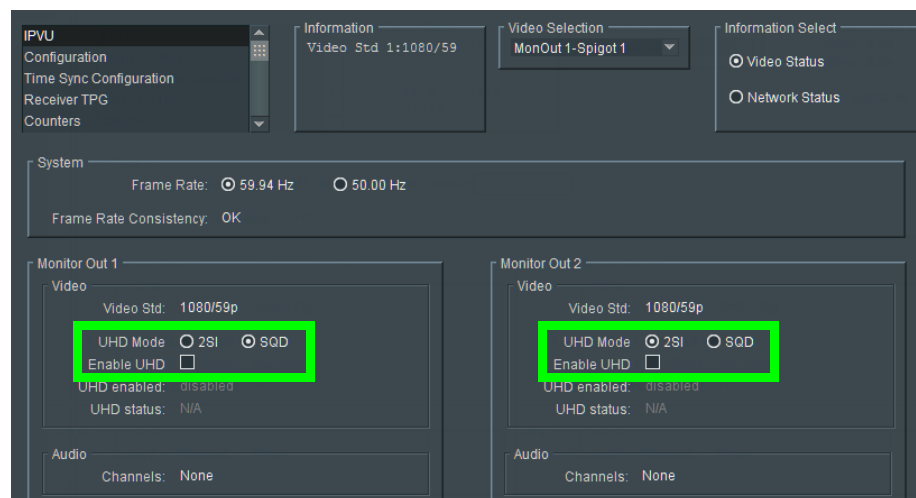 IPVU
Configuration
Time Sync Configuration
Receiver TPG
Counters
Information
Video Std 1:1080/59
Video Selection
MonOut 1-Spigot 1
Information Select
Video Status
Network Status
System
Frame Rate: 59.94 Hz 50.00 Hz
Frame Rate Consistency: OK
Monitor Out 1
Video
Video Std: 1080/59p
UHD Mode 2SI SQD
Enable UHD
UHD enabled: disabled
UHD status: N/A
Audio
Channels: None
Monitor Out 2
Video
Video Std: 1080/59p
UHD Mode 2SI SQD
Enable UHD
UHD enabled: disabled
UHD status: N/A
Audio
Channels: None